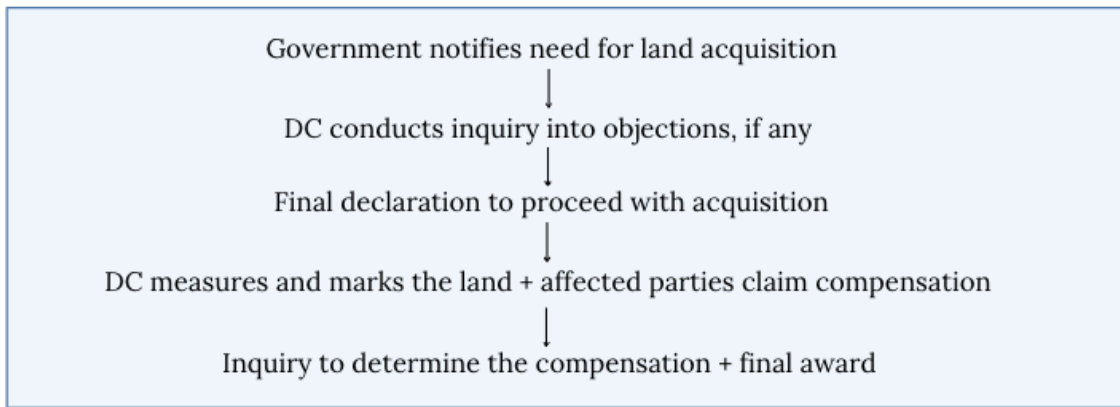 Government notifies need for land acquisition
DC conducts inquiry into objections, if any
Final declaration to proceed with acquisition
DC measures and marks the land + affected parties claim compensation
Inquiry to determine the compensation + final award